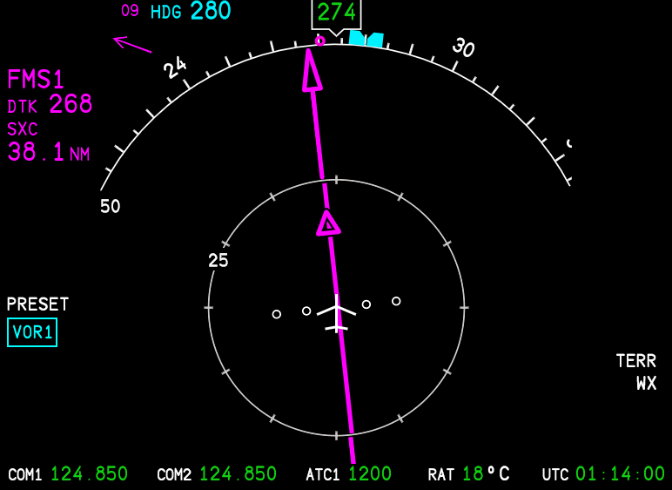 09 HDG 280
274
24
30
FMS1
DTK 268
SXC
38.1 NM
50
25
PRESET
VOR1
TERR
WX
COM1 124.850 COM2 124.850 ATC1 1200 RAT 18°C UTC 01:14:00